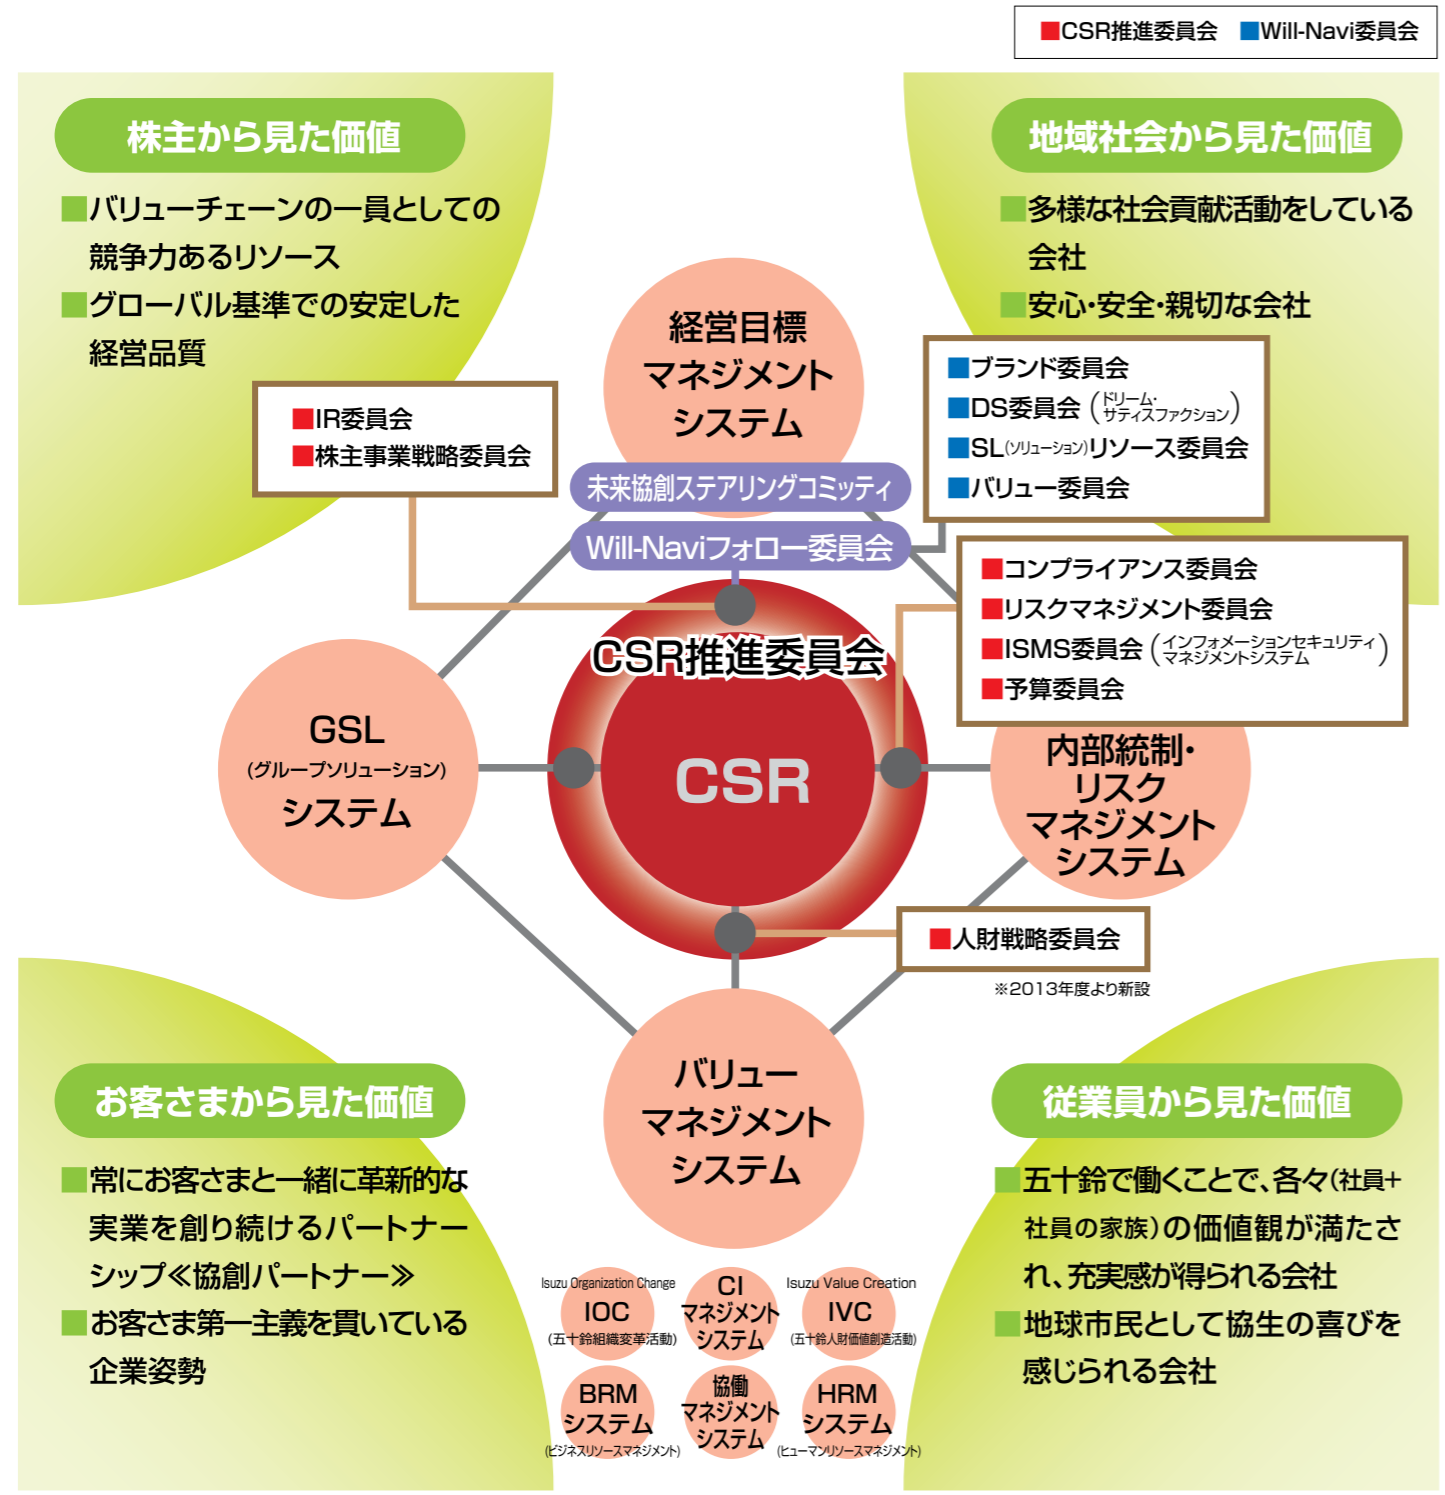 ■CSR推進委員会 ■Will-Navi委員会
株主から見た価値
■バリューチェーンの一員としての
競争力あるリソース
■グローバル基準での安定した
経営品質
■IR委員会
■株主事業戦略委員会
地域社会から見た価値
■多様な社会貢献活動をしている
会社
■安心・安全・親切な会社
■ブランド委員会
■DS委員会(ドリーム・
サティスファクション)
■SL(ソリューション)リソース委員会
■バリュー委員会
経営目標
マネジメント
システム
未来協創ステアリングコミッティ
Will-Naviフォロー委員会
■コンプライアンス委員会
■リスクマネジメント委員会
■ISMS委員会(インフォメーションセキュリティ
マネジメントシステム)
■予算委員会
CSR推進委員会
CSR
GSL
(グループソリューション)
システム
内部統制・
リスク
マネジメント
システム
■人財戦略委員会
※2013年度より新設
バリュー
マネジメント
システム
お客さまから見た価値
■常にお客さまと一緒に革新的な
実業を創り続けるパートナー
シップ≪協創パートナー≫
■お客さま第一主義を貫いている
企業姿勢
従業員から見た価値
■五十鈴で働くことで、各々(社員+
社員の家族)の価値観が満たさ
れ、充実感が得られる会社
■地球市民として協生の喜びを
感じられる会社
Isuzu Organization Change
IOC
(五十鈴組織変革活動)
CI
マネジメント
システム
Isuzu Value Creation
IVC
(五十鈴人財価値創造活動)
BRM
システム
(ビジネスリソースマネジメント)
協働
マネジメント
システム
HRM
システム
(ヒューマンリソースマネジメント)